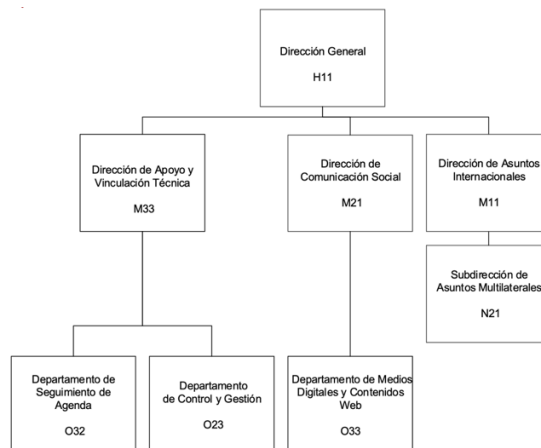 Dirección General
H11
Dirección de Apoyo y
Vinculación Técnica
M33
Dirección de
Comunicación Social
M21
Dirección de Asuntos
Internacionales
M11
Subdirección de
Asuntos Multilaterales
N21
Departamento de
Seguimiento de
Agenda
O32
Departamento
de Control y Gestión
O23
Departamento de Medios
Digitales y Contenidos
Web
O33